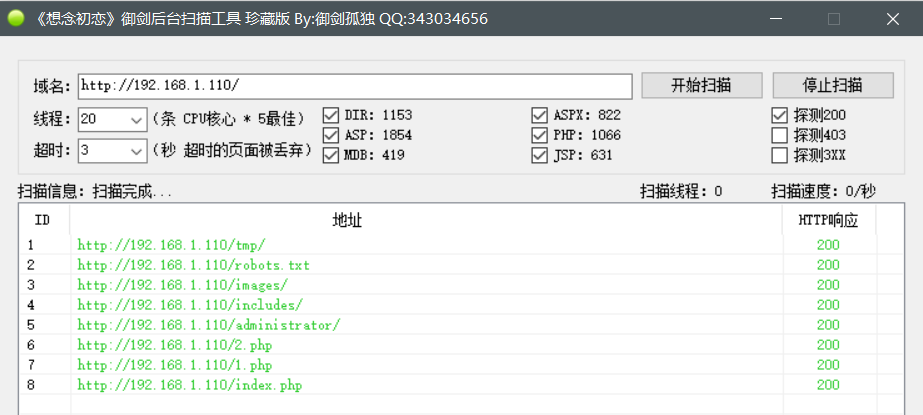 《想念初恋》御剑后台扫描工具 珍藏版 By:御剑孤独 QQ:343034656
域名: http://192.168.1.110/ 开始扫描 停止扫描
线程: 20 (条 CPU核心 * 5最佳) DIR: 1153 ASPX: 822 探测200
ASP: 1854 PHP: 1066 探测403
超时: 3 (秒 超时的页面被丢弃) MDB: 419 JSP: 631 探测3XX
扫描信息: 扫描完成... 扫描线程: 0 扫描速度: 0/秒
ID 地址 HTTP响应
1 http://192.168.1.110/tmp/ 200
2 http://192.168.1.110/robots.txt 200
3 http://192.168.1.110/images/ 200
4 http://192.168.1.110/includes/ 200
5 http://192.168.1.110/administrator/ 200
6 http://192.168.1.110/2.php 200
7 http://192.168.1.110/1.php 200
8 http://192.168.1.110/index.php 200